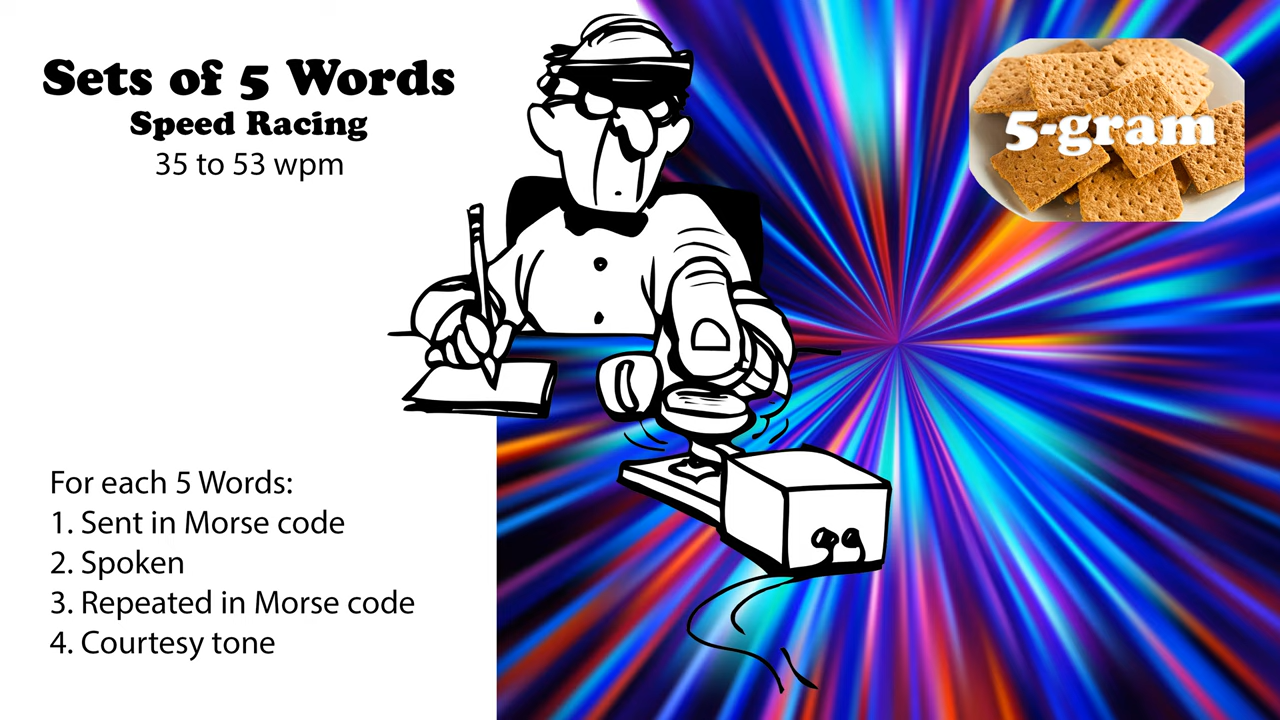 Sets of 5 Words
Speed Racing
35 to 53 wpm
5-gram
For each 5 Words:
1. Sent in Morse code
2. Spoken
3. Repeated in Morse code
4. Courtesy tone